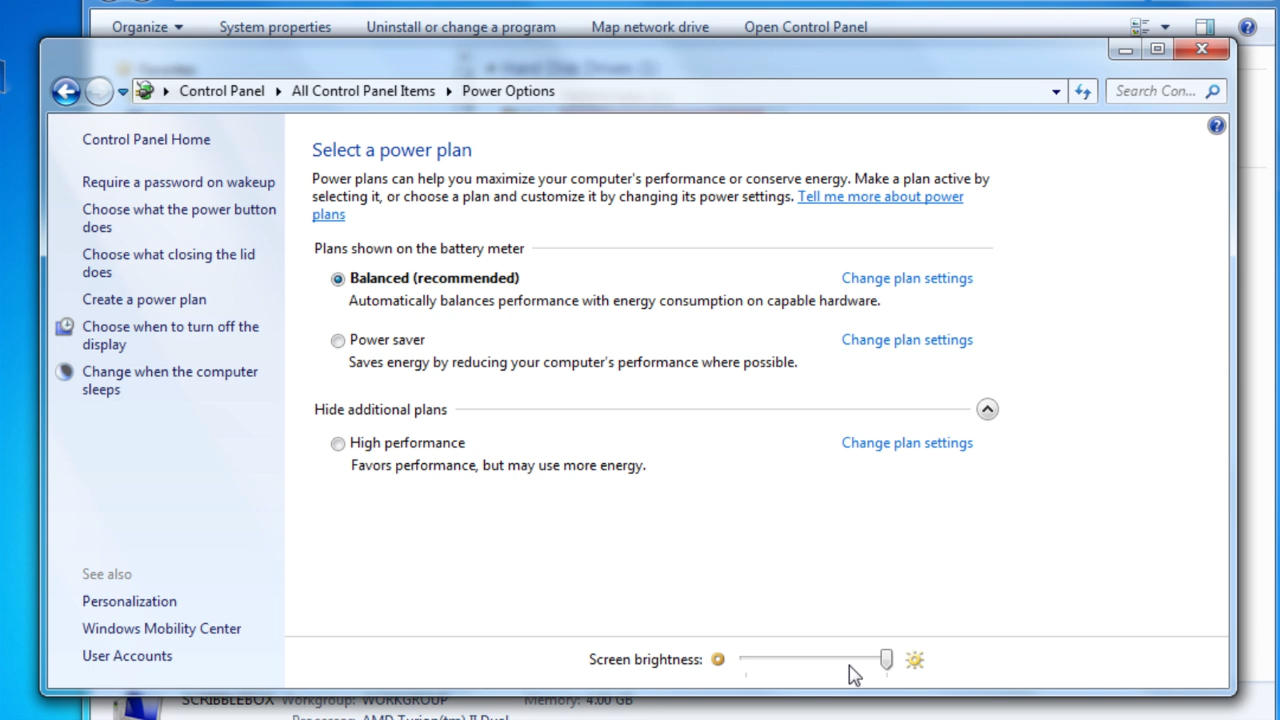 Organize
System properties
Uninstall or change a program
Map network drive
Open Control Panel
Control Panel
All Control Panel Items
Power Options
Search Con...
Control Panel Home
Require a password on wakeup
Choose what the power button
does
Choose what closing the lid
does
Create a power plan
Choose when to turn off the
display
Change when the computer
sleeps
See also
Personalization
Windows Mobility Center
User Accounts
Select a power plan
Power plans can help you maximize your computer's performance or conserve energy. Make a plan active by
selecting it, or choose a plan and customize it by changing its power settings. Tell me more about power
plans
Plans shown on the battery meter
Balanced (recommended)
Change plan settings
Automatically balances performance with energy consumption on capable hardware.
Power saver
Change plan settings
Saves energy by reducing your computer's performance where possible.
Hide additional plans
High performance
Change plan settings
Favors performance, but may use more energy.
Screen brightness:
SCRIBBLEBOX Workgroup: WORKGROUP Memory: 4.00 GB
AMD Turion(tm) II Dual